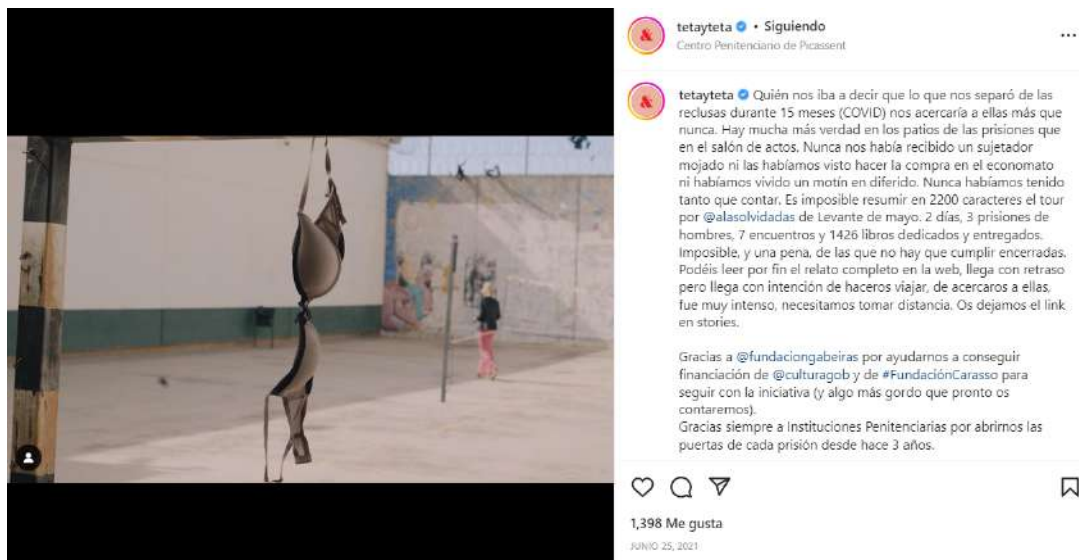 tetayteta • Siguiendo
Centro Penitenciano de Picassent
tetayteta Quién nos iba a decir que lo que nos separó de las
reclusas durante 15 meses (COVID) nos acercaría a ellas más que
nunca. Hay mucha más verdad en los patios de las prisiones que
en el salón de actos. Nunca nos había recibido un sujetador
mojado ni las habíamos visto hacer la compra en el economato
ni habíamos vivido un motín en diferido. Nunca habíamos tenido
tanto que contar. Es imposible resumir en 2200 caracteres el tour
por @alasolvidadas de Levante de mayo. 2 días, 3 prisiones de
hombres, 7 encuentros y 1426 libros dedicados y entregados.
Imposible, y una pena, de las que no hay que cumplir encerradas.
Podéis leer por fin el relato completo en la web, llega con retraso
pero llega con intención de haceros viajar, de acercaros a ellas,
fue muy intenso, necesitamos tomar distancia. Os dejamos el link
en stories.
Gracias a @fundaciongabeiras por ayudarnos a conseguir
financiación de @culturagob y de #FundaciónCarasso para
seguir con la iniciativa (y algo más gordo que pronto os
contaremos).
Gracias siempre a Instituciones Penitenciarias por abrirnos las
puertas de cada prisión desde hace 3 años.
1,398 Me gusta
JUNIO 25, 2021